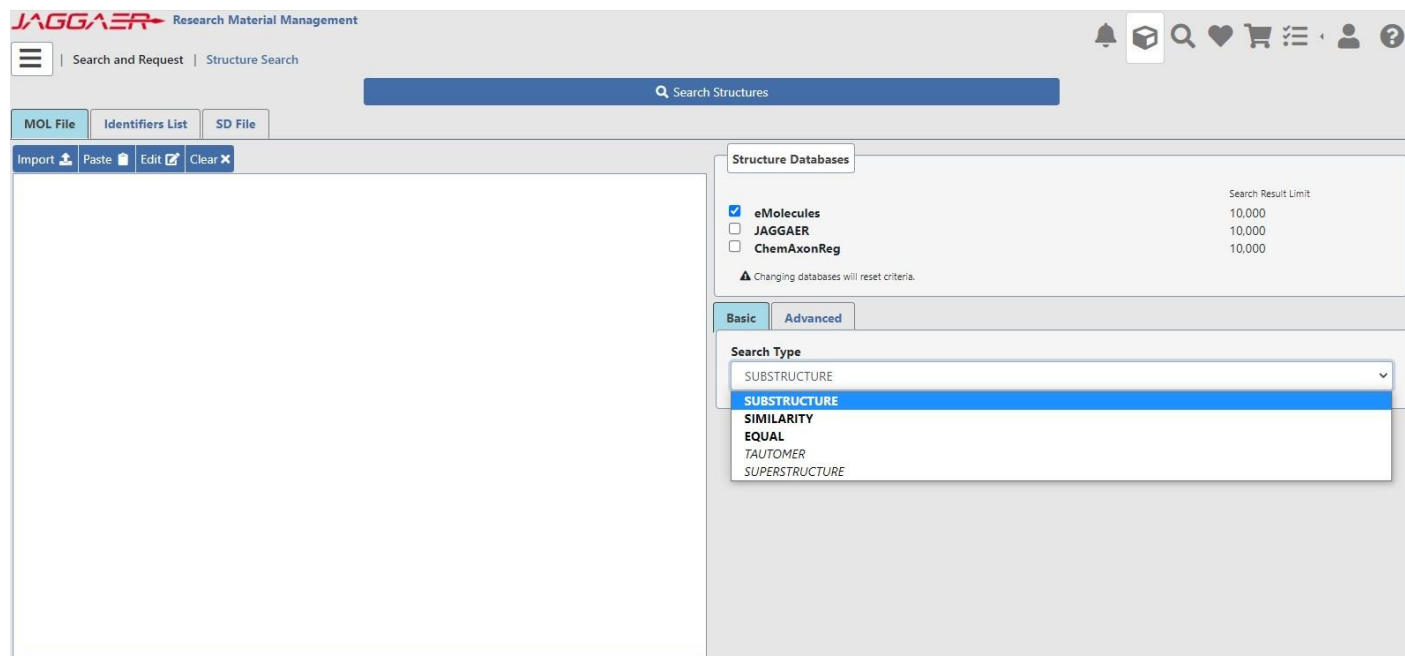 JAGGAER Research Material Management
| Search and Request | Structure Search
Search Structures
MOL File Identifiers List SD File
Import Paste Edit Clear
Structure Databases
Search Result Limit
eMolecules 10,000
JAGGAER 10,000
ChemAxonReg 10,000
Changing databases will reset criteria.
Basic Advanced
Search Type
SUBSTRUCTURE
SUBSTRUCTURE
SIMILARITY
EQUAL
TAUTOMER
SUPERSTRUCTURE